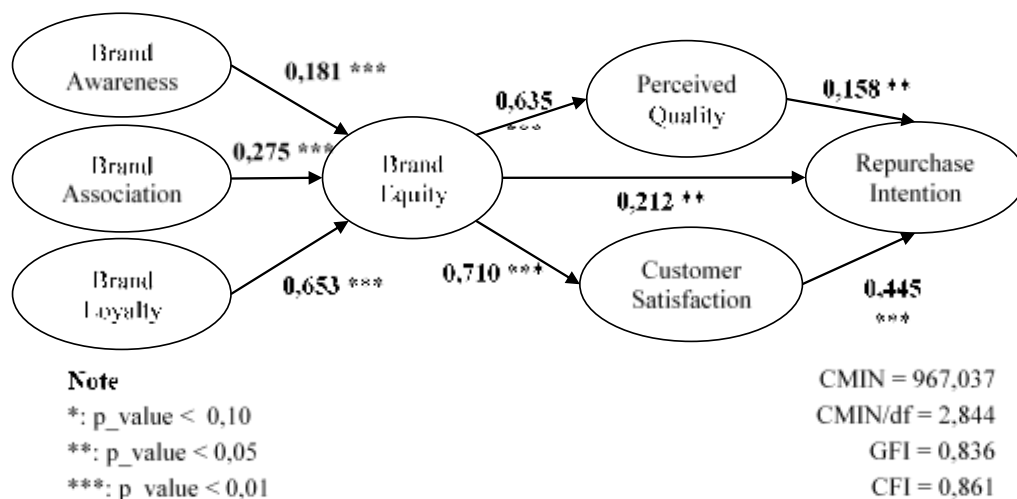 Brand
Awareness
0,181 ***
Brand
Association
0,275 ***
Brand
Loyalty
0,653 ***
Brand
Equity
0,635
***
Perceived
Quality
0,158 **
0,212 **
Repurchase
Intention
0,710 ***
Customer
Satisfaction
0,445
***
Note
*: p_value < 0,10
**: p_value < 0,05
***: p_value < 0,01
CMIN = 967,037
CMIN/df = 2,844
GFI = 0,836
CFI = 0,861